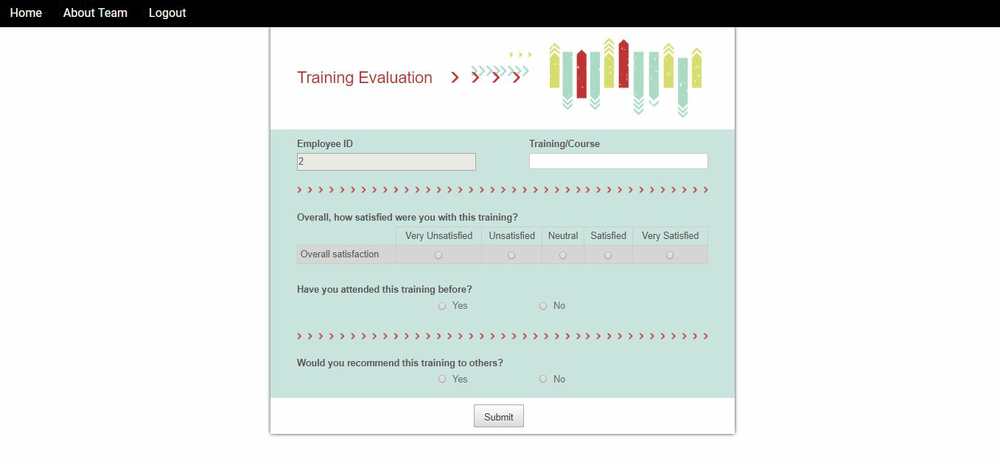 Home About Team Logout
Training Evaluation
Employee ID Training/Course
2
Overall, how satisfied were you with this training?
Very Unsatisfied Unsatisfied Neutral Satisfied Very Satisfied
Overall satisfaction
Have you attended this training before?
Yes No
Would you recommend this training to others?
Yes No
Submit